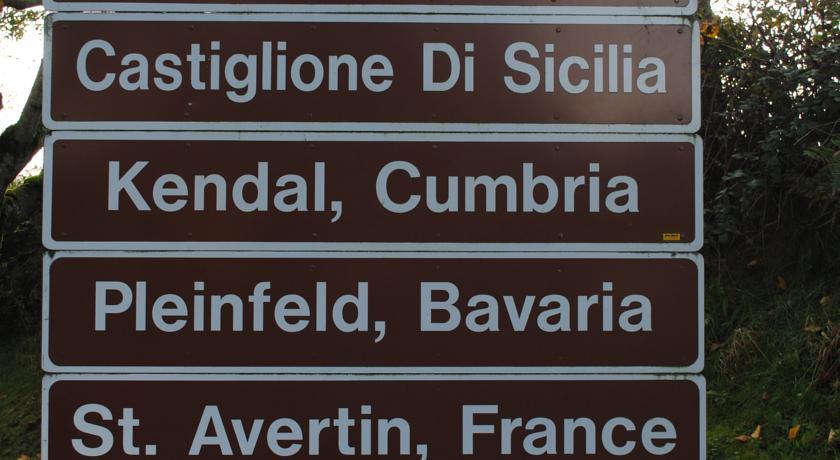 Castiglione Di Sicilia
Kendal, Cumbria
Pleinfeld, Bavaria
St. Avertin, France